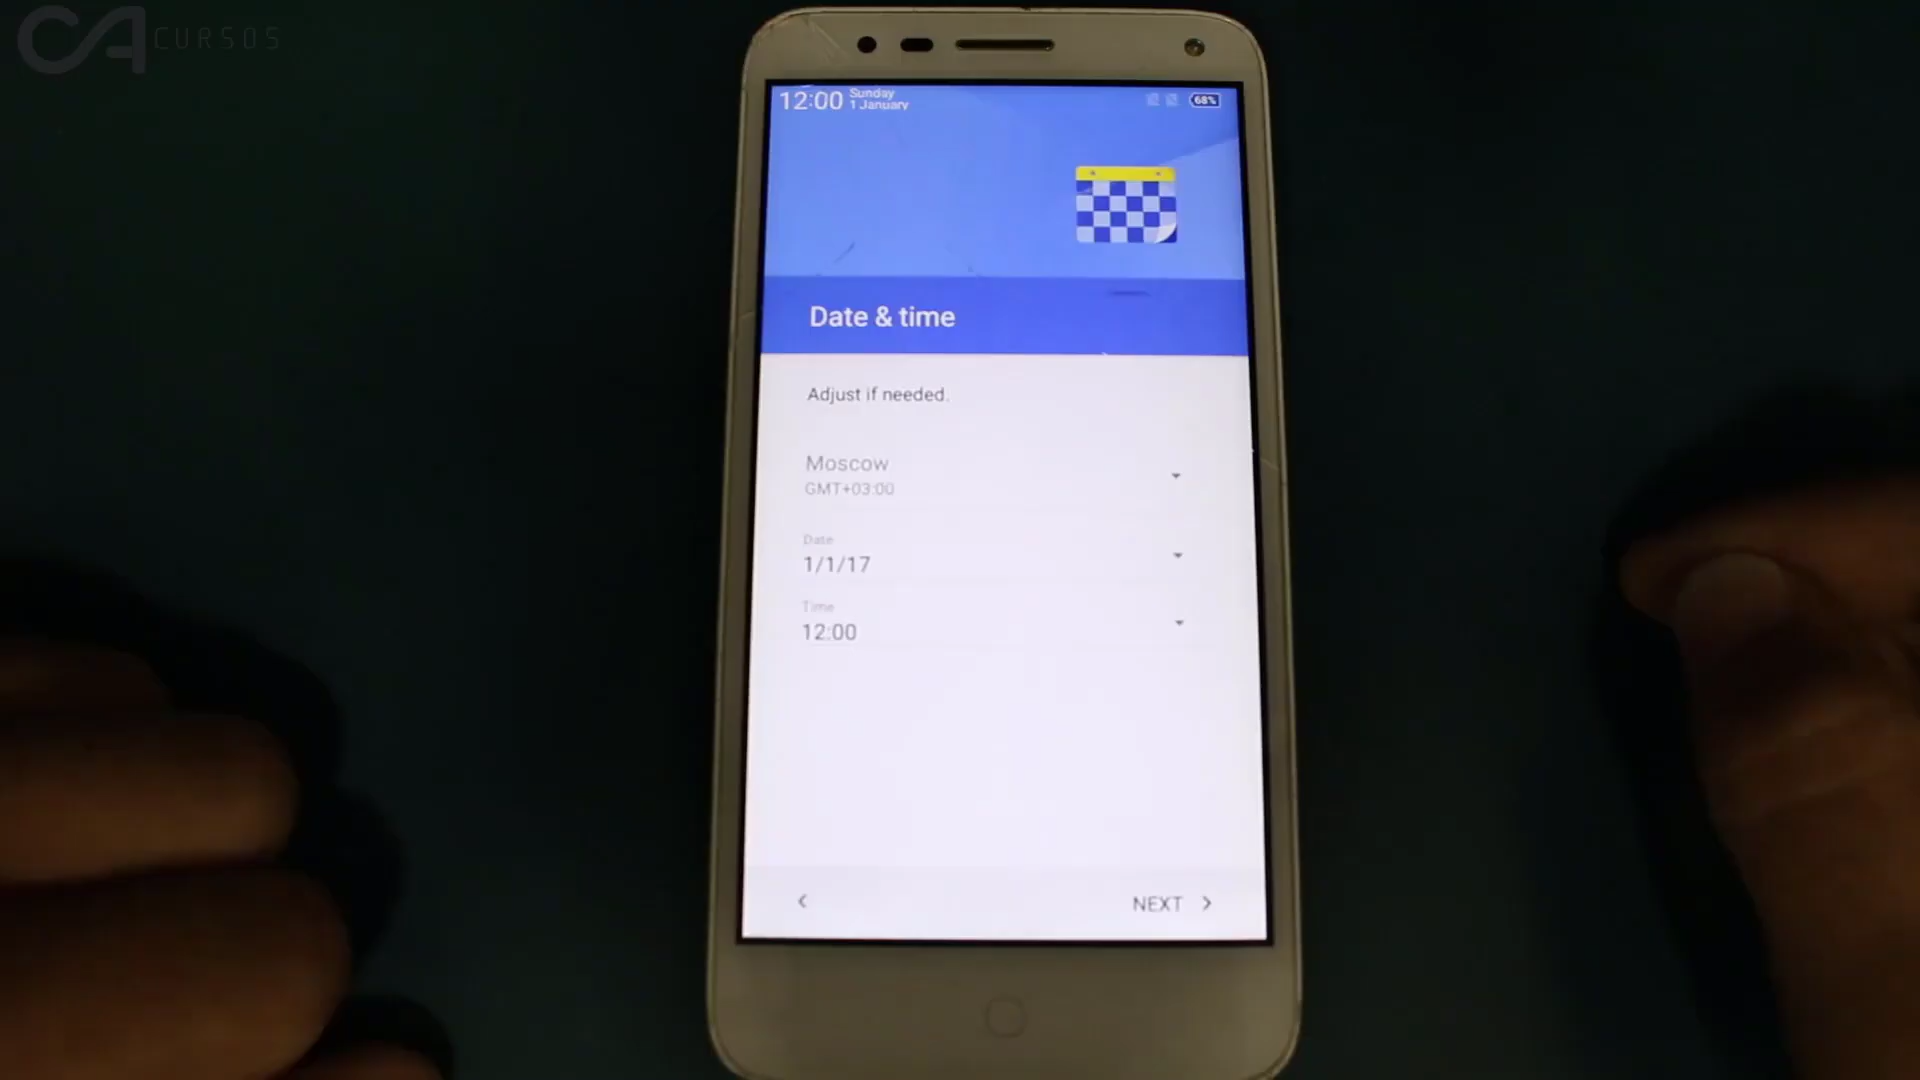 CA CURSOS
12:00 Sunday
1 January
68%
Date & time
Adjust if needed.
Moscow
GMT+03:00
Date
1/1/17
Time
12:00
NEXT